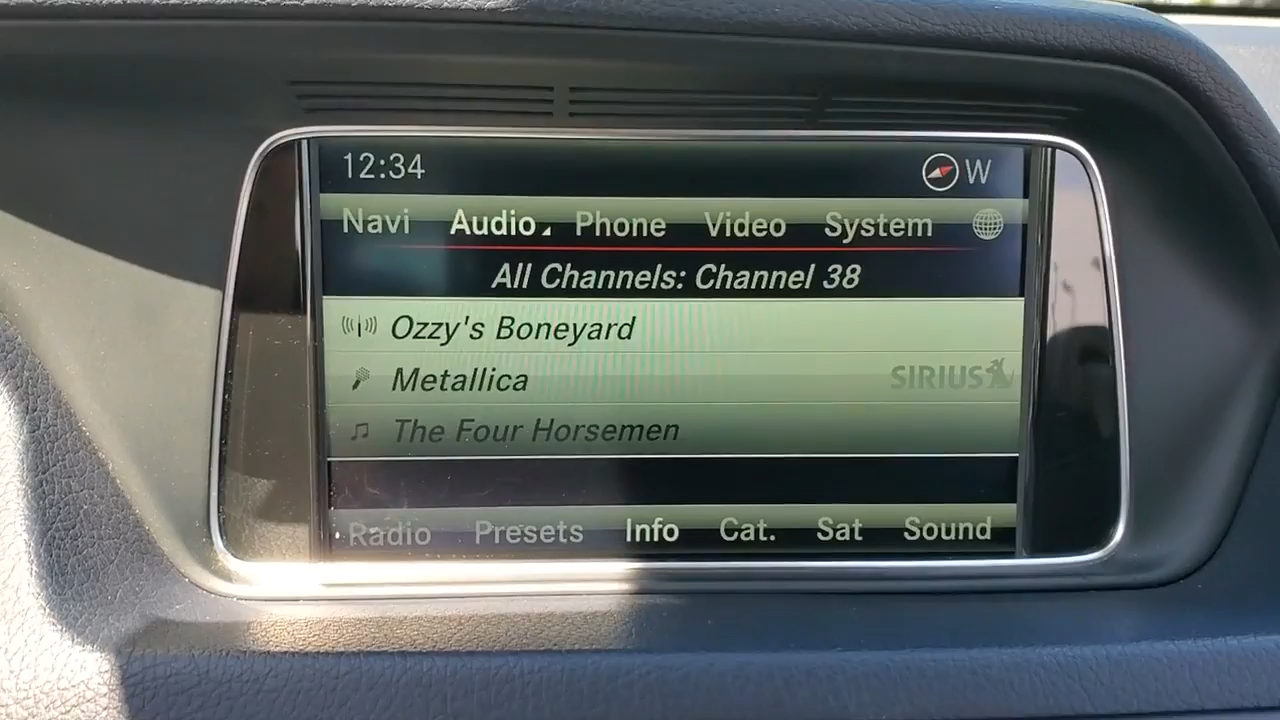 12:34 W
Navi Audio Phone Video System
All Channels: Channel 38
Ozzy's Boneyard
Metallica SIRIUS
The Four Horsemen
Radio Presets Info Cat. Sat Sound